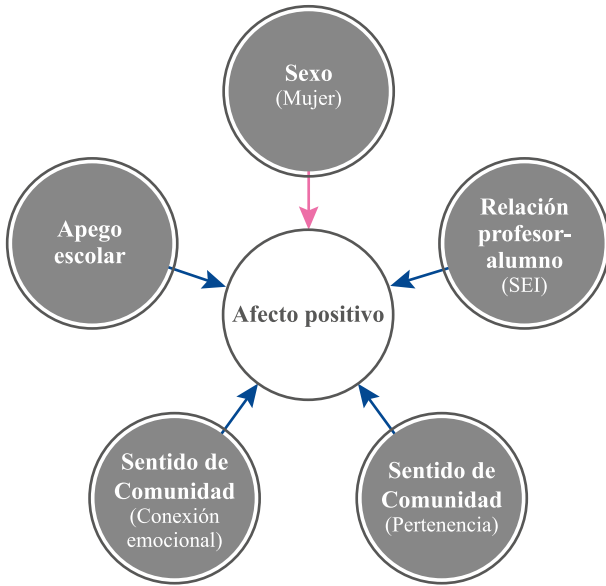 Sexo
(Mujer)
Apego
escolar
Relación
profesor-
alumno
(SEI)
Afecto positivo
Sentido de
Comunidad
(Conexión
emocional)
Sentido de
Comunidad
(Pertenencia)